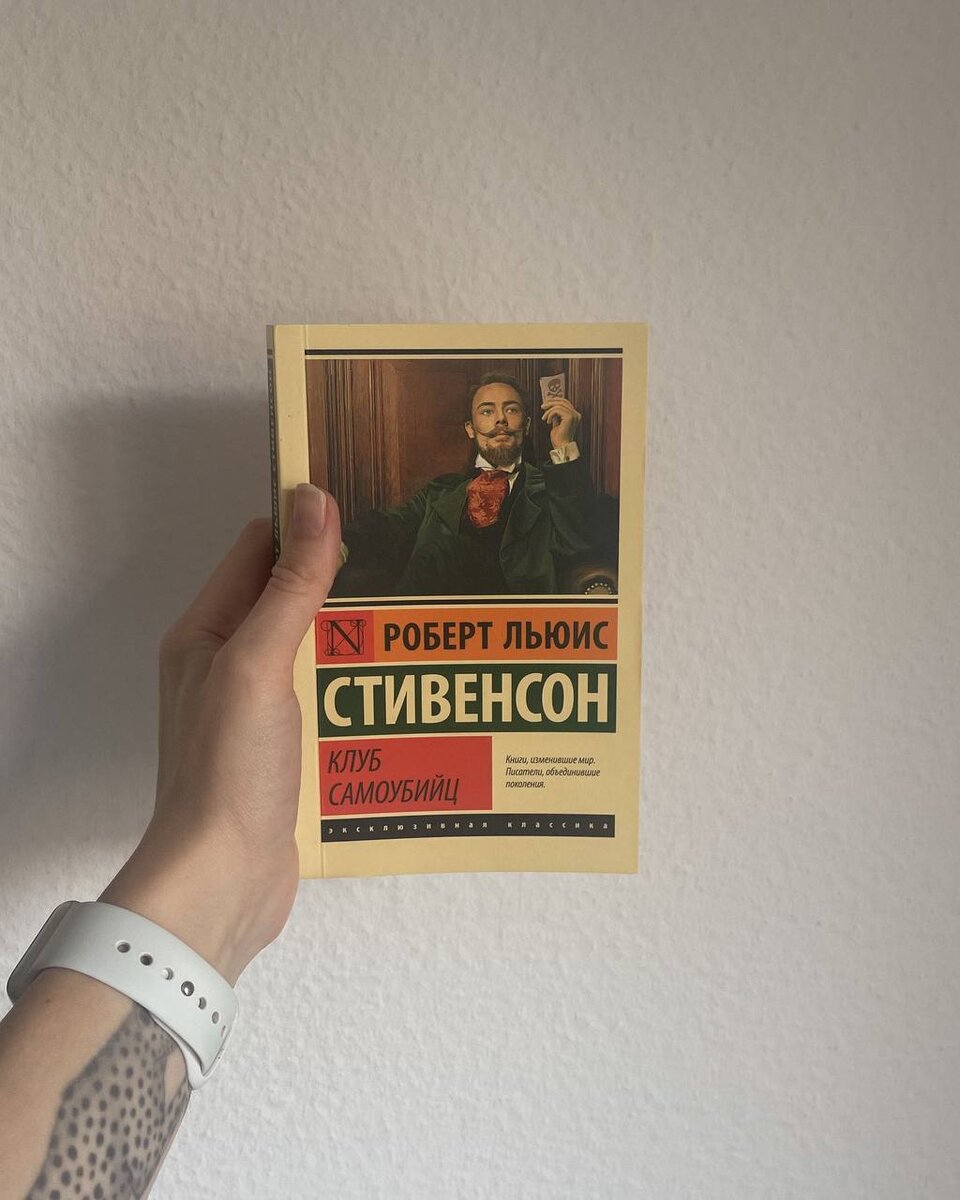 N
РОБЕРТ ЛЬЮИС
СТИВЕНСОН
КЛУБ
САМОУБИЙЦ
Книги, изменившие мир.
Писатели, объединившие
поколения.
эксклюзивная классика